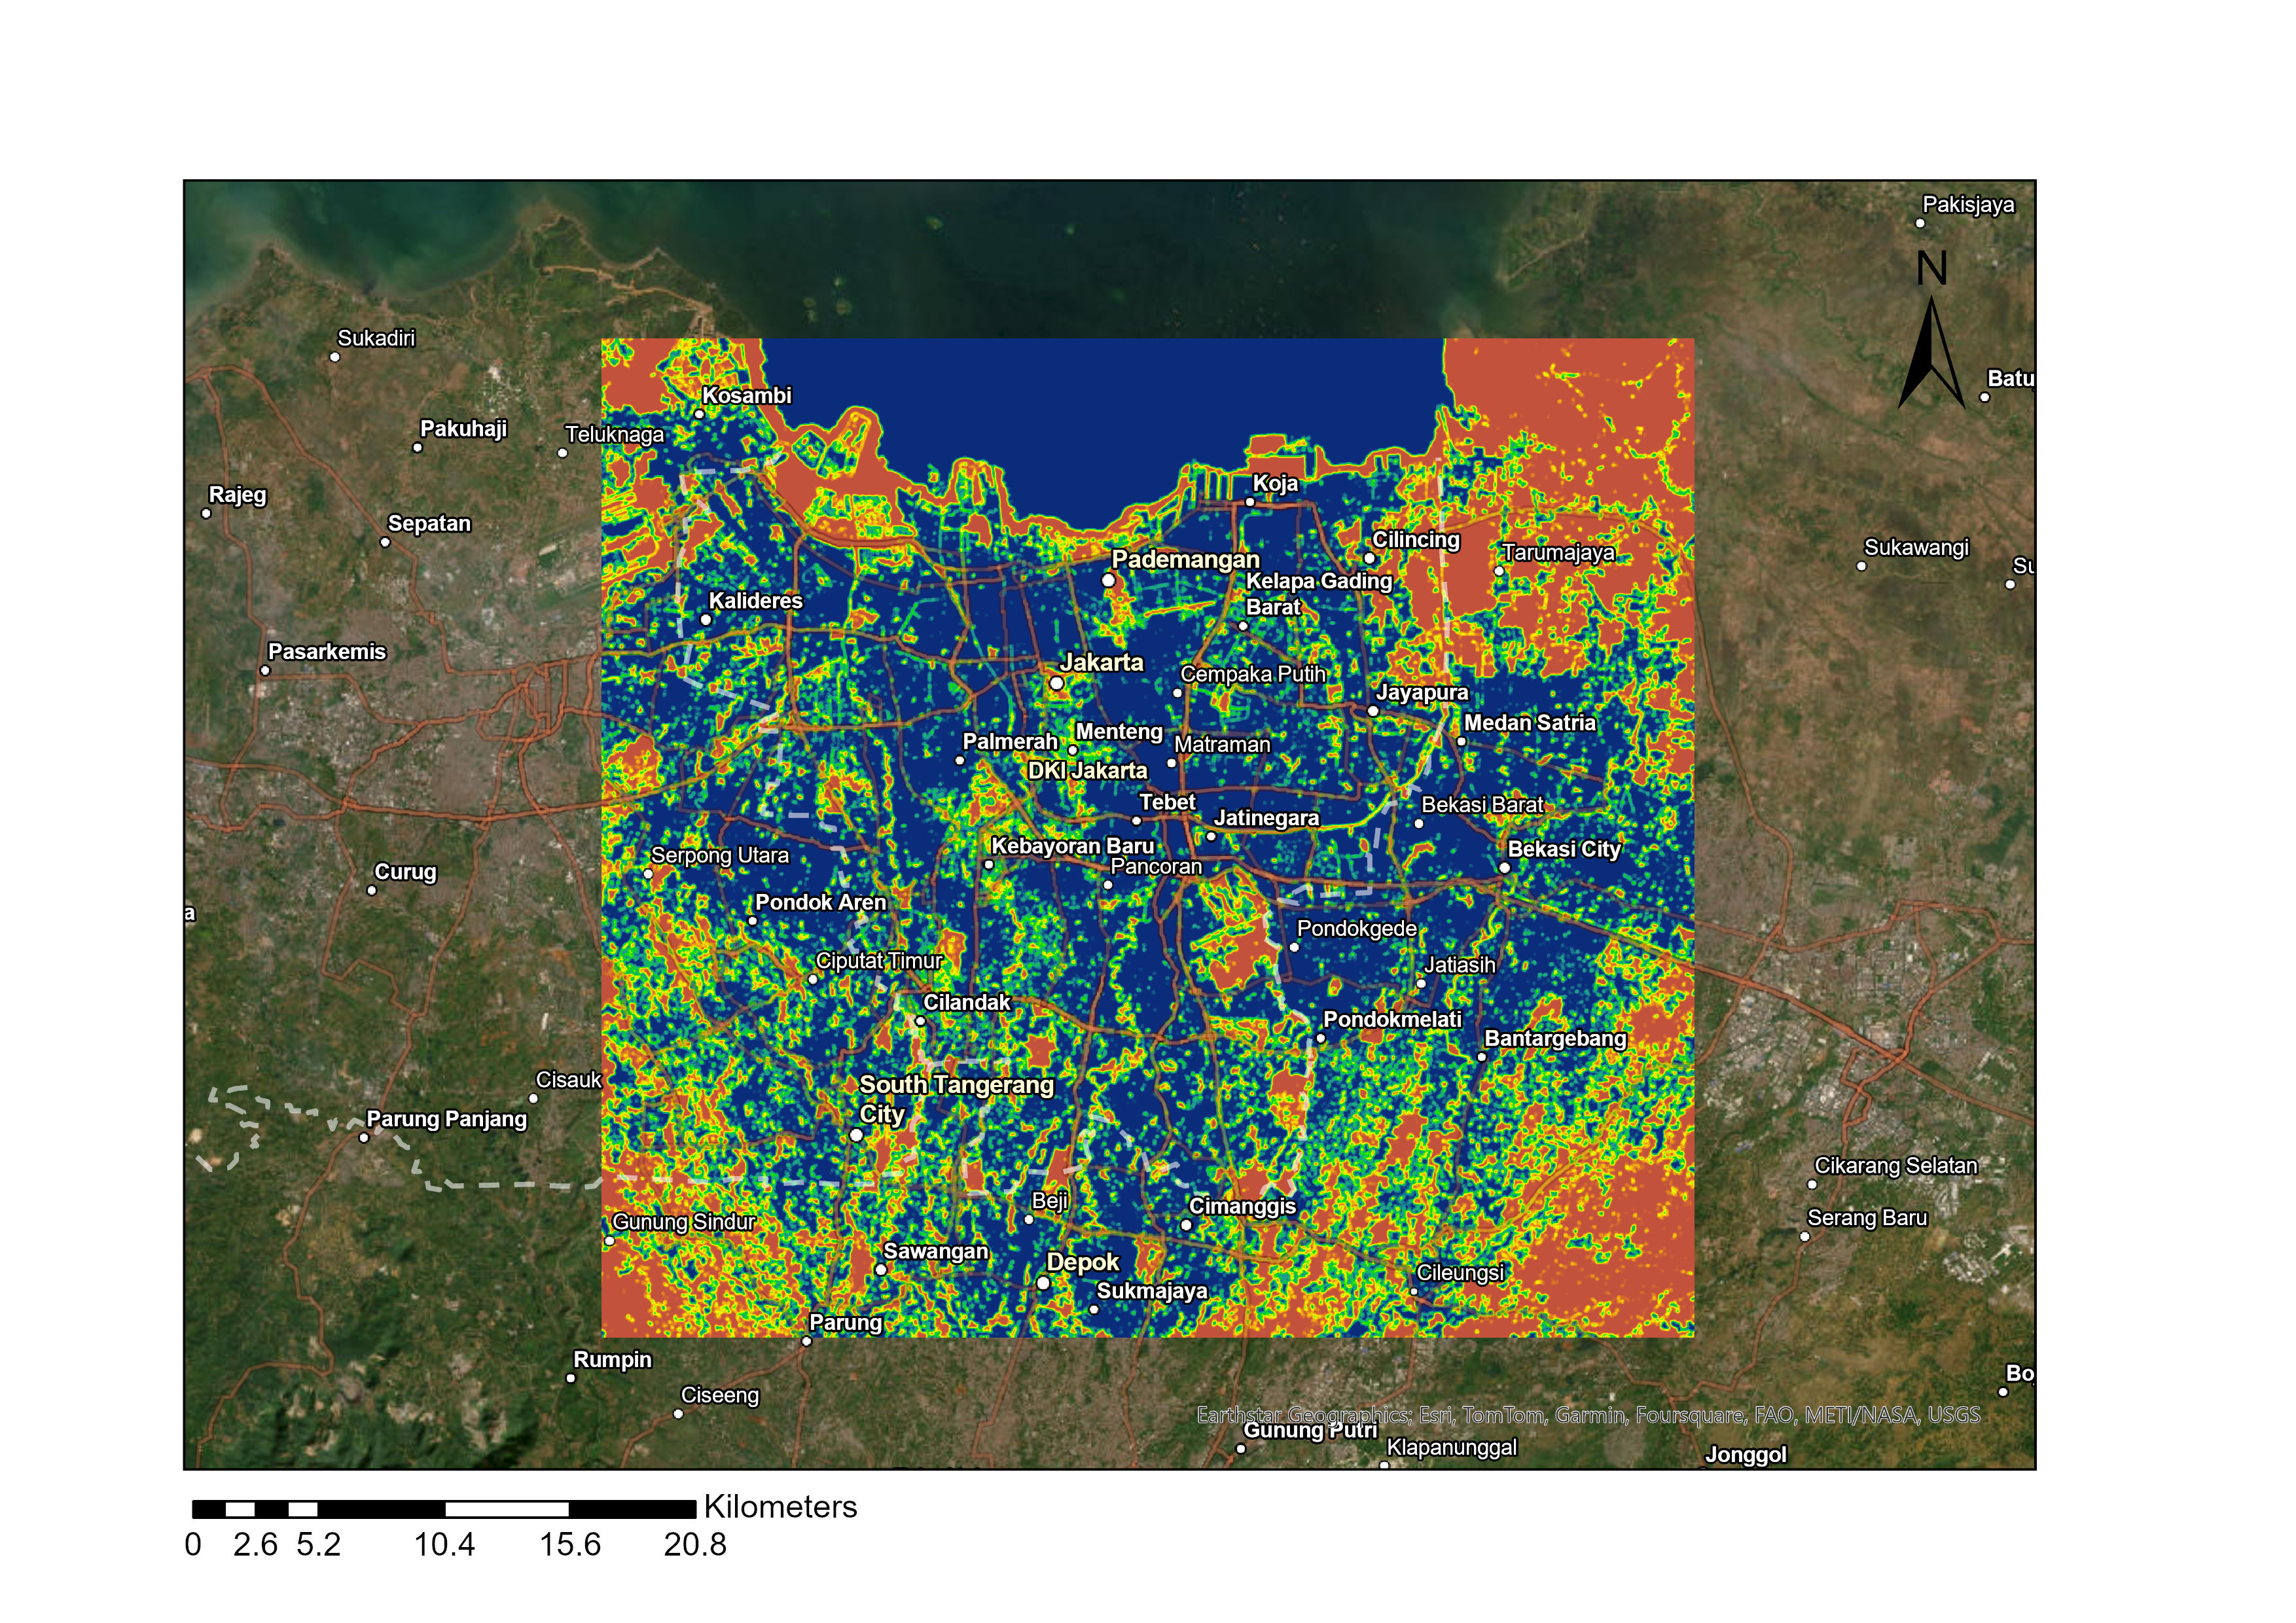 Pakisjaya
N
Sukadiri
Batu
Kosambi
Pakuhaji
Teluknaga
Koja
Rajeg
Sepatan
Cilincing
Tarumajaya
Sukawangi
Su
Pademangan
Kelapa Gading
Barat
Kalideres
Pasarkemis
Jakarta
Cempaka Putih
Jayapura
Medan Satria
Palmerah
Menteng
Matraman
DKI Jakarta
Tebet
Bekasi Barat
Jatinegara
Kebayoran Baru
Serpong Utara
Pancoran
Bekasi City
Curug
a
Pondok Aren
Pondokgede
Ciputat Timur
Jatiasih
Cilandak
Pondokmelati
Bantargebang
Cisauk
South Tangerang
City
Parung Panjang
Cikarang Selatan
Beji
Cimanggis
Serang Baru
Gunung Sindur
Sawangan
Depok
Cileungsi
Sukmajaya
Parung
Rumpin
Bo
Ciseeng
Earthstar Geographics; Esri, TomTom, Garmin, Foursquare, FAO, METI/NASA, USGS
Gunung Putri
Klapanunggal
Jonggol
Kilometers
0 2.6 5.2 10.4 15.6 20.8